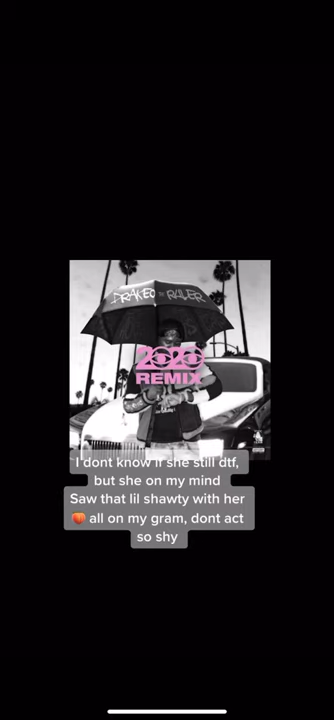 DRAKEO THE RULER
2020
REMIX
I dont know if she still dtf,
but she on my mind
Saw that lil shawty with her
🍑 all on my gram, dont act
so shy